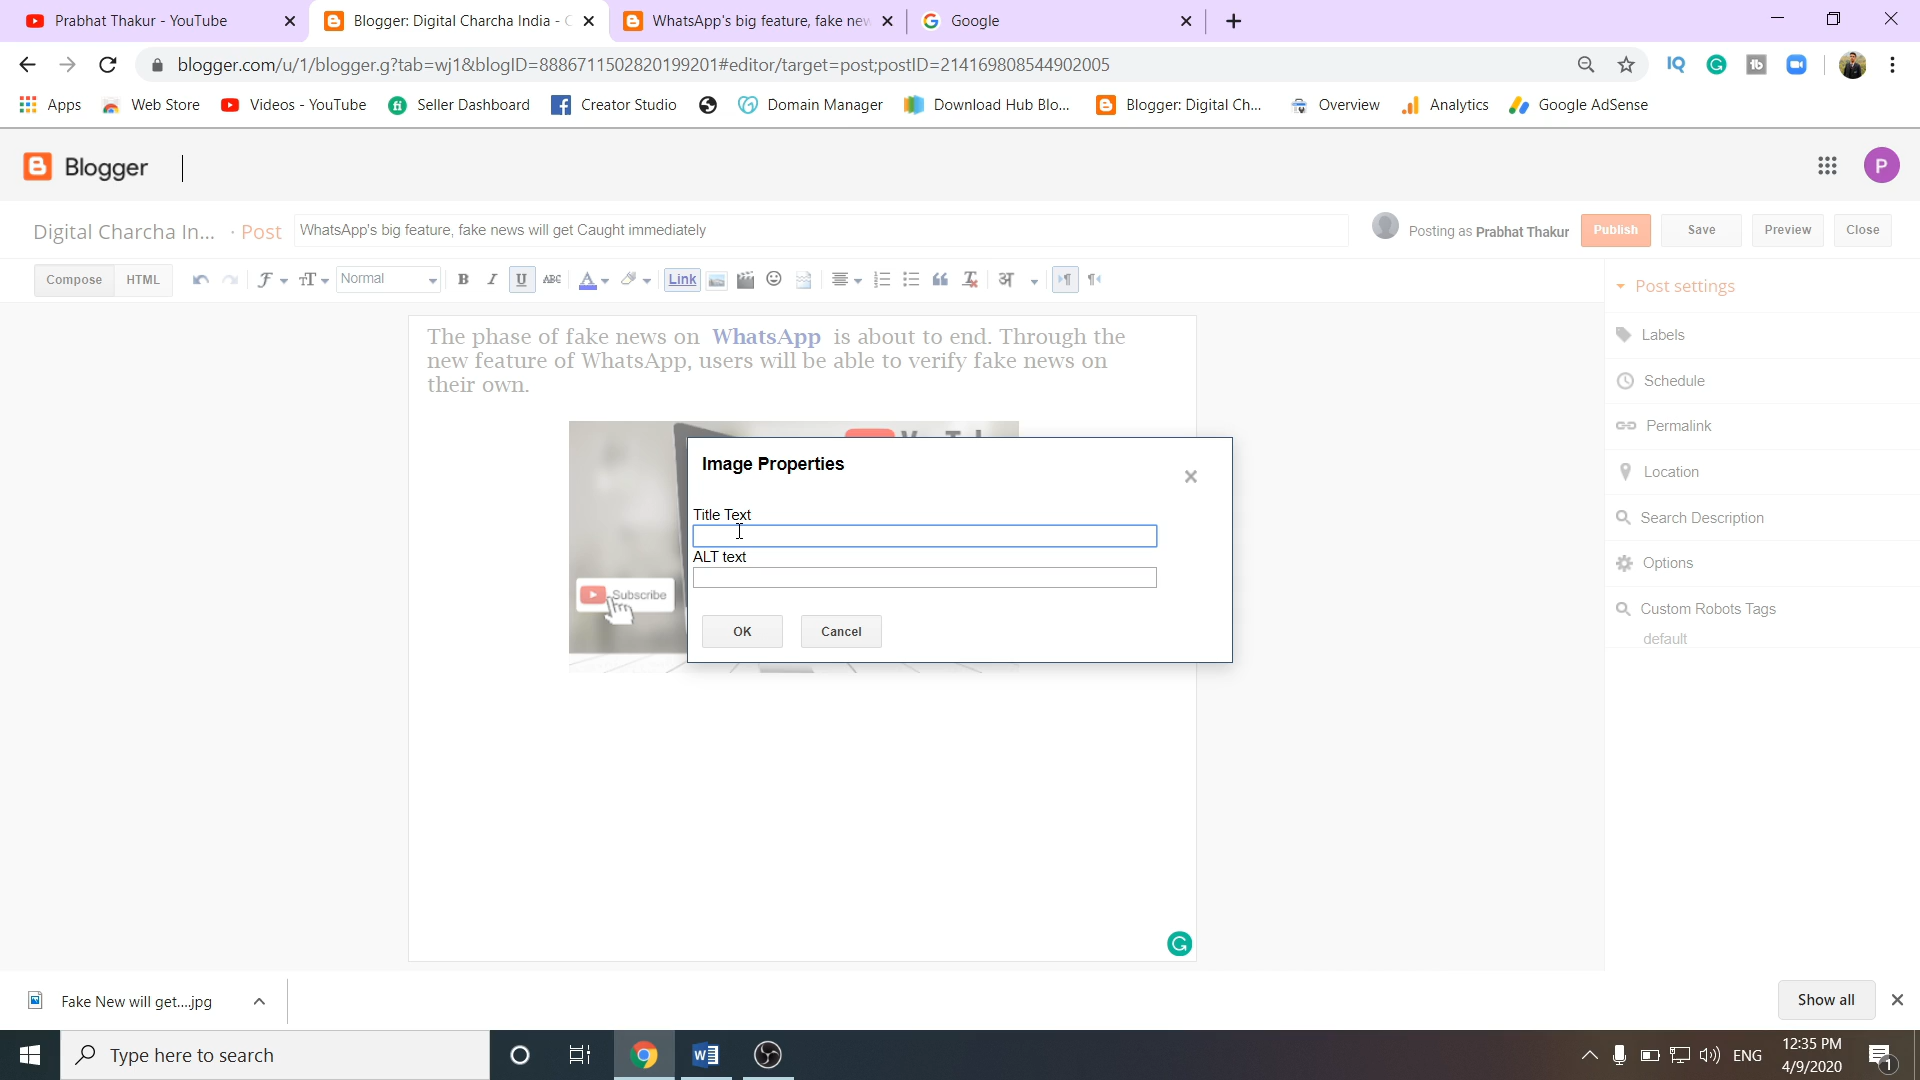 Prabhat Thakur - YouTube
Blogger: Digital Charcha India -
WhatsApp's big feature, fake new
Google
blogger.com/u/1/blogger.g?tab=wj1&blogID=8886711502820199201#editor/target=post;postID=214169808544902005
Apps
Web Store
Videos - YouTube
Seller Dashboard
Creator Studio
Domain Manager
Download Hub Blo...
Blogger: Digital Ch...
Overview
Analytics
Google AdSense
Blogger
P
Digital Charcha In... · Post
WhatsApp's big feature, fake news will get Caught immediately
Posting as Prabhat Thakur
Publish
Save
Preview
Close
Compose
HTML
Normal
B
I
U
ABC
A
Link
अ
Post settings
Labels
Schedule
Permalink
Location
Search Description
Options
Custom Robots Tags
default
The phase of fake news on WhatsApp is about to end. Through the
new feature of WhatsApp, users will be able to verify fake news on
their own.
Subscribe
Image Properties
Title Text
ALT text
OK
Cancel
Fake New will get....jpg
Show all
Type here to search
ENG
12:35 PM
4/9/2020
1